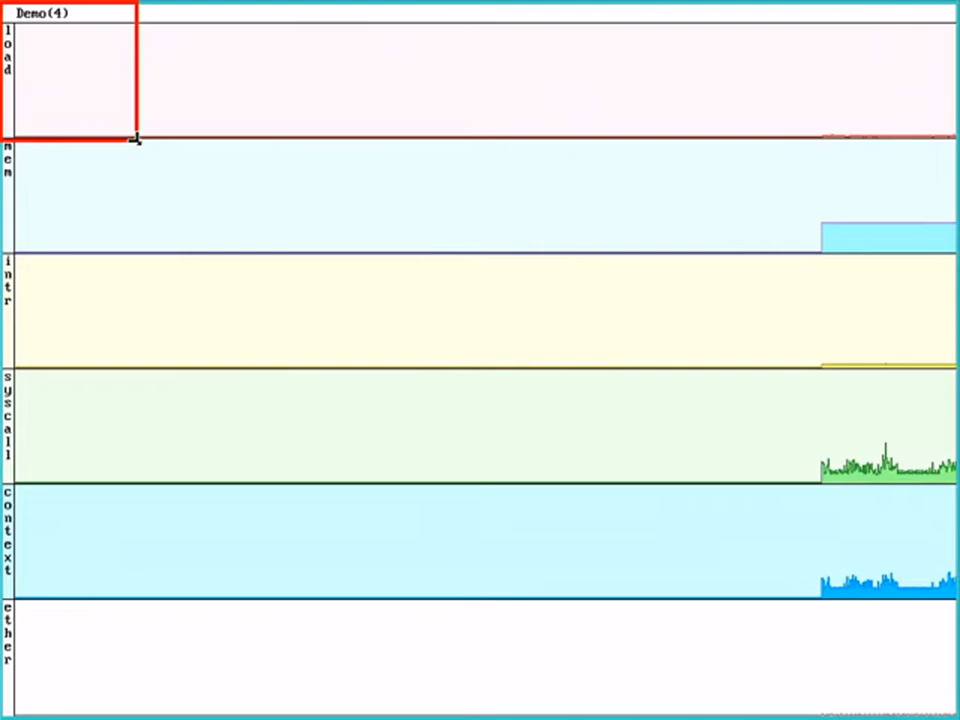 Demo(4)
load
mem
intr
syscall
context
ether